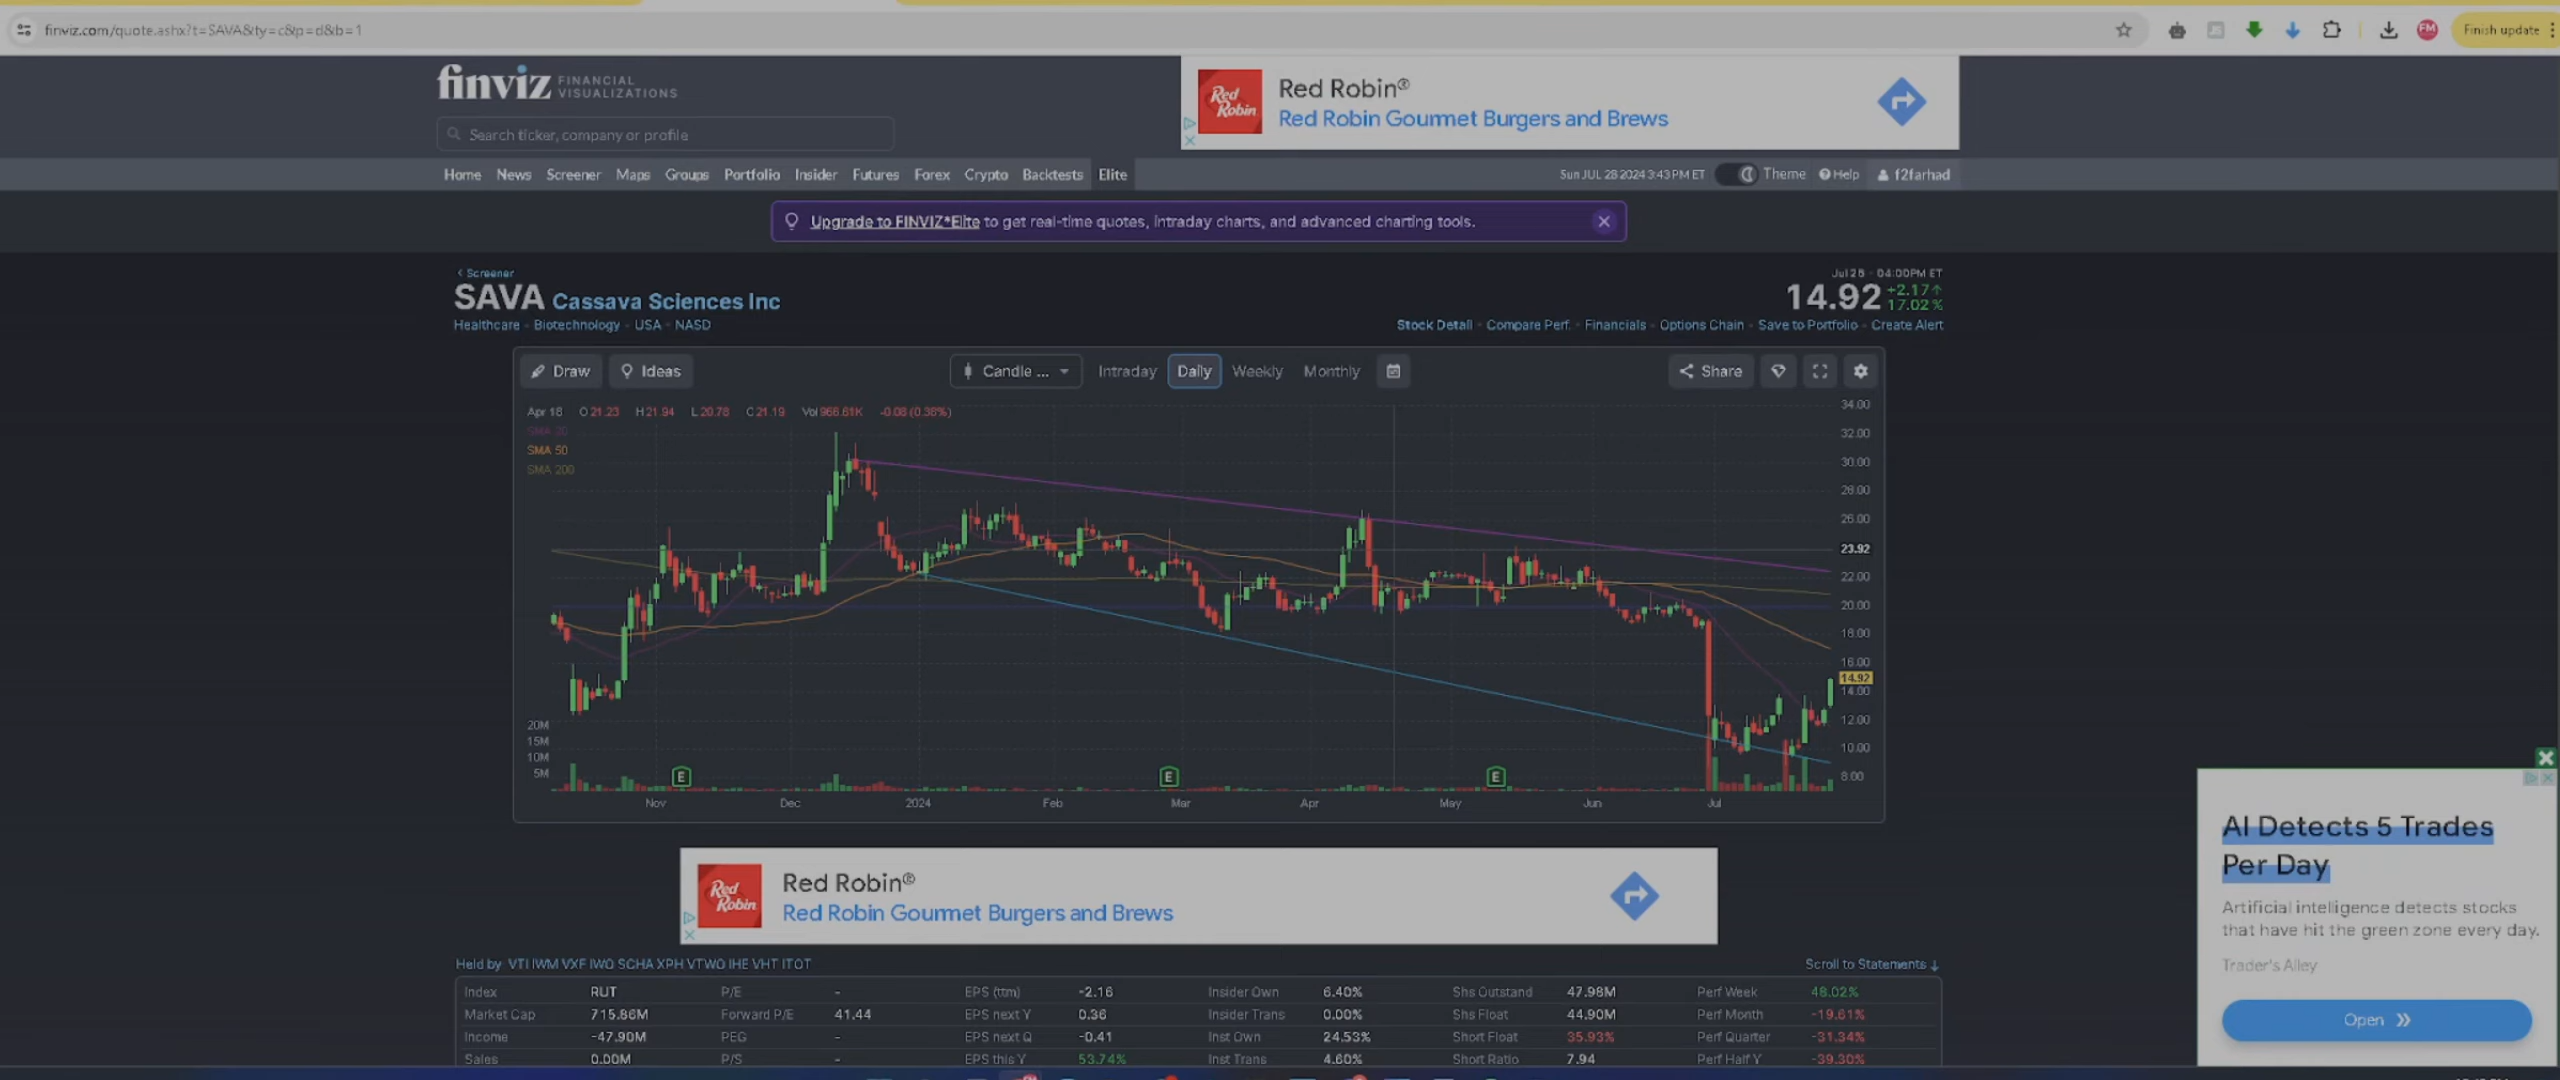 finviz.com/quote.ashx?t=SAVA&ty=c&p=d&b=1
FM
Finish update
finviz FINANCIAL VISUALIZATIONS
Red Robin
Red Robin®
Red Robin Gourmet Burgers and Brews
Search ticker, company or profile
Home News Screener Maps Groups Portfolio Insider Futures Forex Crypto Backtests Elite
Sun JUL 28 2024 3:43 PM ET Theme Help f2farhad
Upgrade to FINVIZ*Elite to get real-time quotes, intraday charts, and advanced charting tools.
< Screener
SAVA Cassava Sciences Inc
Healthcare • Biotechnology • USA • NASD
04:00PM ET
14.92 +2.17↑ 17.02%
Stock Detail • Compare Perf. • Financials • Options Chain • Save to Portfolio • Create Alert
Draw Ideas Candle ... Intraday Daily Weekly Monthly Share
Apr 18 O 21.23 H 21.94 L 20.78 C 21.19 Vol 966.61K -0.08 (0.38%)
SMA 20
SMA 50
SMA 200
34.00
32.00
30.00
28.00
26.00
23.92
22.00
20.00
18.00
16.00
14.92
14.00
12.00
10.00
8.00
20M
15M
10M
5M
E E E
Nov Dec 2024 Feb Mar Apr May Jun Jul
Red Robin
Red Robin®
Red Robin Gourmet Burgers and Brews
AI Detects 5 Trades
Per Day
Artificial intelligence detects stocks
that have hit the green zone every day.
Trader's Alley
Open »
Held by VTI IWM VXF IWO SCHA XPH VTWO IHE VHT ITOT
Scroll to Statements ↓
Index RUT P/E - EPS (ttm) -2.16 Insider Own 6.40% Shs Outstand 47.98M Perf Week 48.02%
Market Cap 715.86M Forward P/E 41.44 EPS next Y 0.36 Insider Trans 0.00% Shs Float 44.90M Perf Month -19.61%
Income -47.90M PEG - EPS next Q -0.41 Inst Own 24.53% Short Float 35.93% Perf Quarter -31.34%
Sales 0.00M P/S - EPS this Y 53.74% Inst Trans 4.60% Short Ratio 7.94 Perf Half Y -39.30%